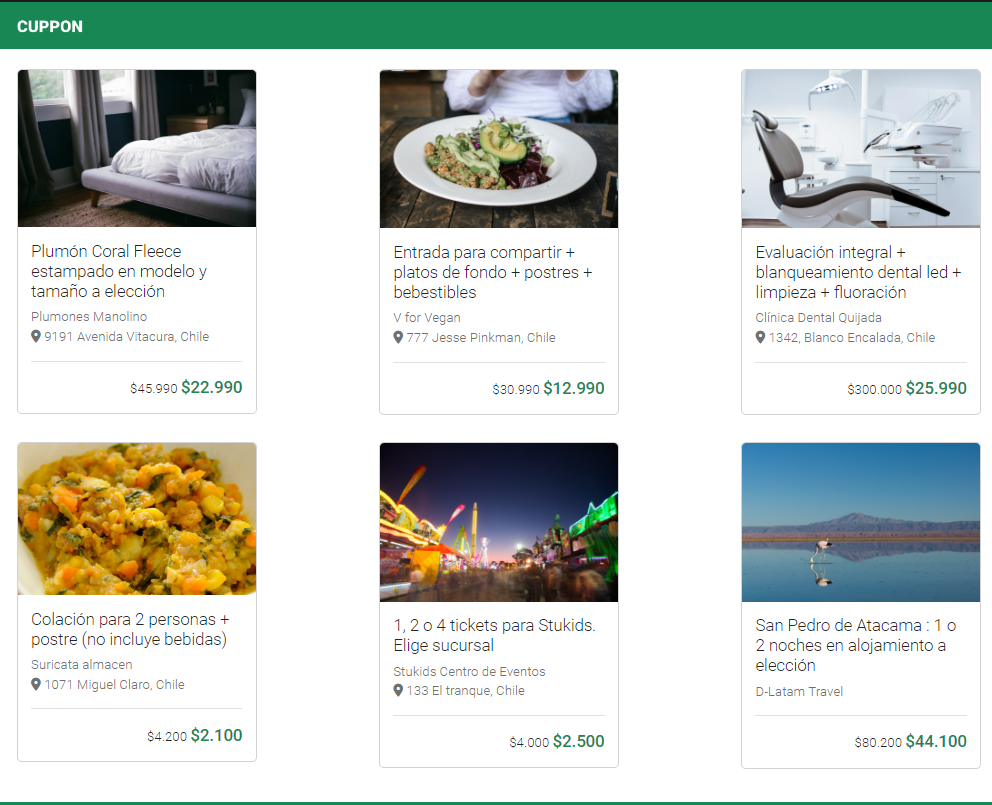 CUPPON
Plumón Coral Fleece
estampado en modelo y
tamaño a elección
Plumones Manolino
9191 Avenida Vitacura, Chile
$45.990 $22.990
Entrada para compartir +
platos de fondo + postres +
bebestibles
V for Vegan
777 Jesse Pinkman, Chile
$30.990 $12.990
Evaluación integral +
blanqueamiento dental led +
limpieza + fluoración
Clínica Dental Quijada
1342, Blanco Encalada, Chile
$300.000 $25.990
Colación para 2 personas +
postre (no incluye bebidas)
Suricata almacen
1071 Miguel Claro, Chile
$4.200 $2.100
1, 2 o 4 tickets para Stukids.
Elige sucursal
Stukids Centro de Eventos
133 El tranque, Chile
$4.000 $2.500
San Pedro de Atacama : 1 o
2 noches en alojamiento a
elección
D-Latam Travel
$80.200 $44.100